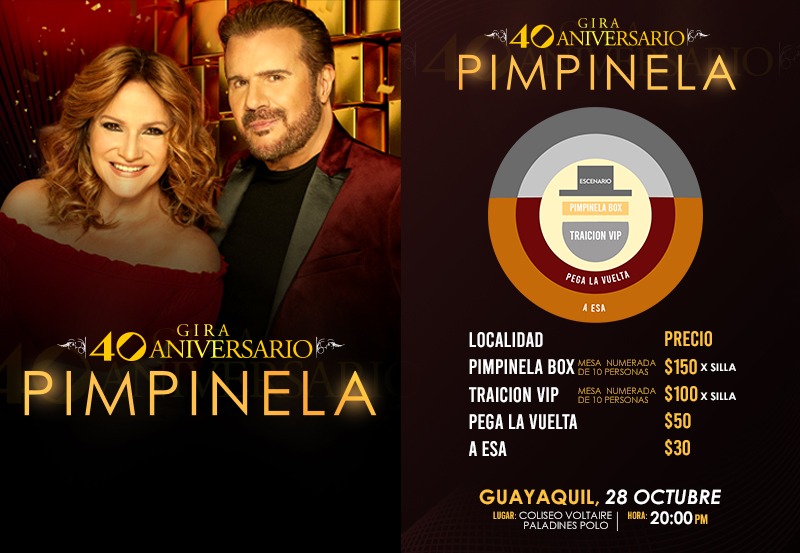 GIRA
40 ANIVERSARIO
PIMPINELA
GIRA
40 ANIVERSARIO
PIMPINELA
ESCENARIO
PIMPINELA BOX
TRAICION VIP
PEGA LA VUELTA
A ESA
LOCALIDAD PRECIO
PIMPINELA BOX MESA NUMERADA DE 10 PERSONAS $150 X SILLA
TRAICION VIP MESA NUMERADA DE 10 PERSONAS $100 X SILLA
PEGA LA VUELTA $50
A ESA $30
GUAYAQUIL, 28 OCTUBRE
LUGAR: COLISEO VOLTAIRE PALADINES POLO HORA: 20:00 PM